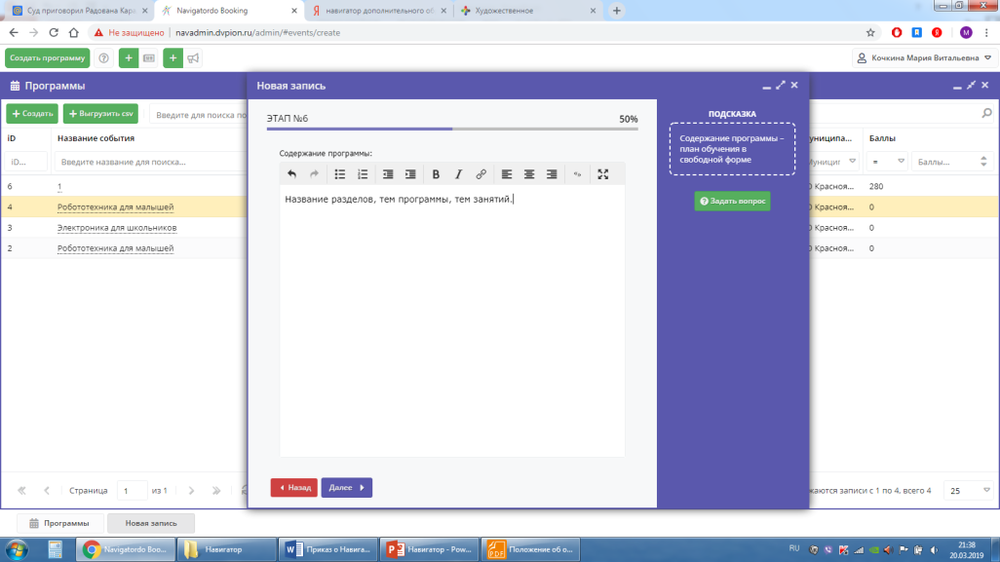 Суд приговорил Радована Кара
Navigatordo Booking
навигатор дополнительного об
Художественное
Не защищено
navadmin.dvpion.ru/admin/#events/create
М
Создать программу
Кочкина Мария Витальевна
Программы
Новая запись
+ Создать
+ Выгрузить csv
Введите для поиска по
ЭТАП №6
50%
ПОДСКАЗКА
Содержание программы –
план обучения в
свободной форме
Задать вопрос
iD
Название события
Баллы
iD...
Введите название для поиска...
=
Баллы...
Содержание программы:
Название разделов, тем программы, тем занятий.
6
1
Красноя...
280
4
Робототехника для малышей
Красноя...
0
3
Электроника для школьников
Красноя...
0
2
Робототехника для малышей
Красноя...
0
Назад
Далее
Страница
1
из 1
записи с 1 по 4, всего 4
25
Программы
Новая запись
Navigatordo Boo...
Навигатор
Приказ о Навига...
Навигатор - Pow...
Положение об о...
RU
21:38
20.03.2019